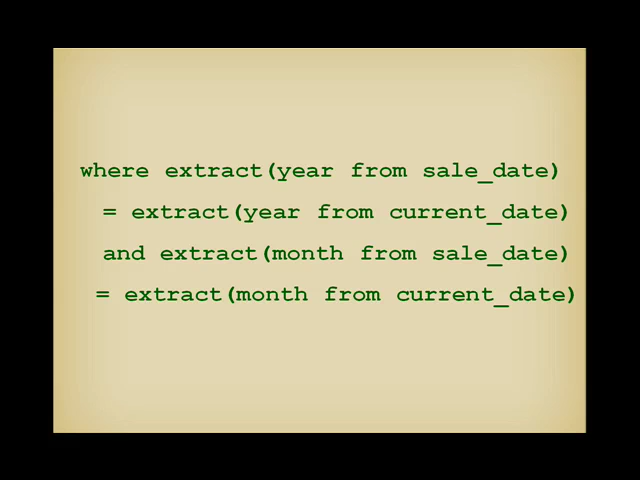 where extract(year from sale_date)
= extract(year from current_date)
and extract(month from sale_date)
= extract(month from current_date)